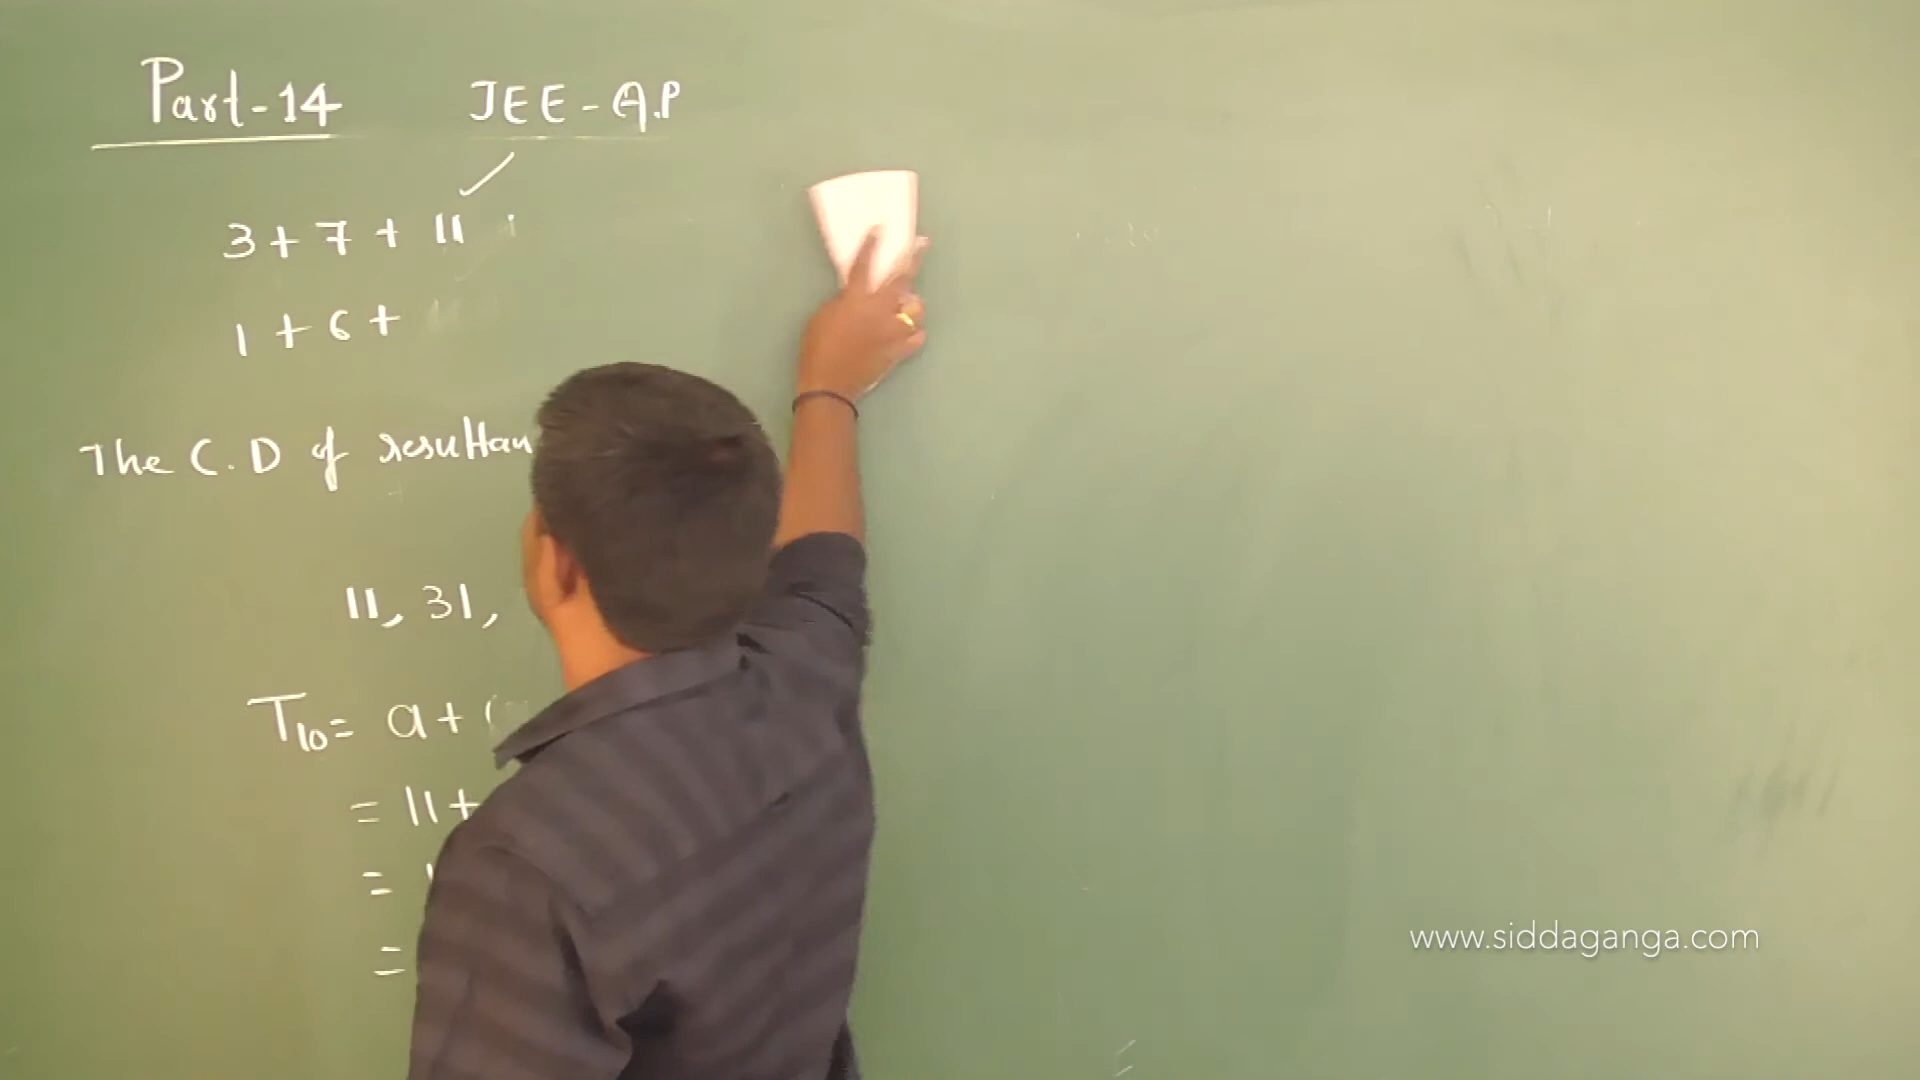 Part-14 JEE-A.P
3+7+11
1+6+
The C.D of resultan
11, 31,
T10= a+(
= 11+
=
=
www.siddaganga.com